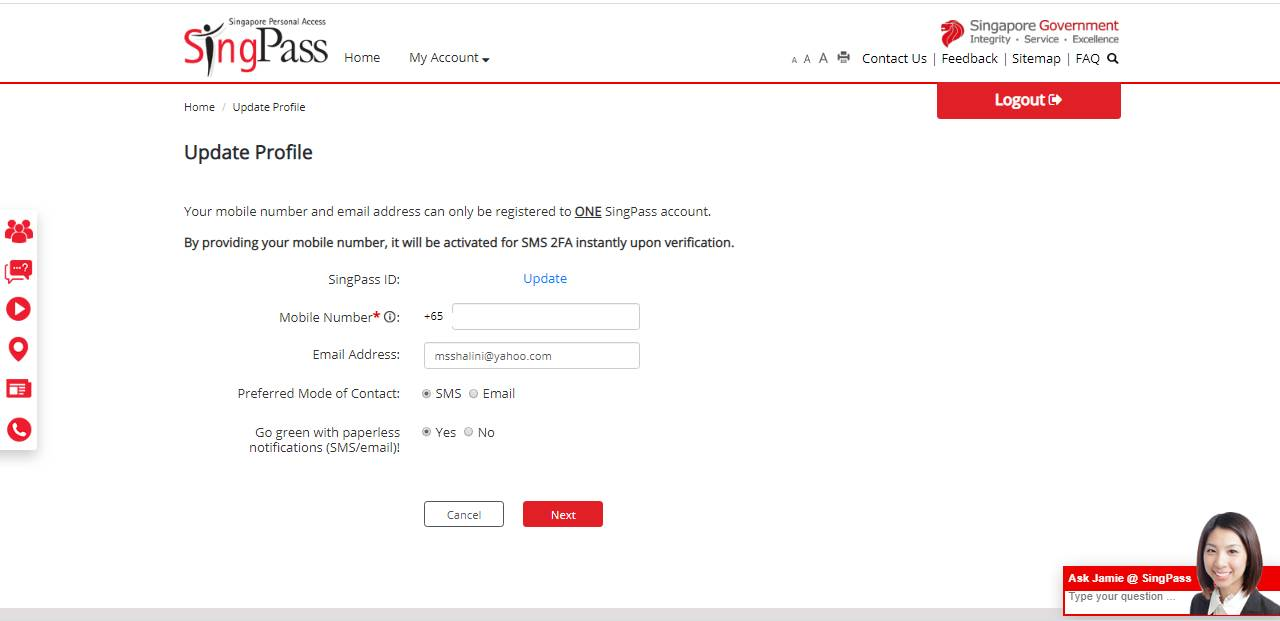 Singapore Personal Access
SingPass
Home My Account
Singapore Government
Integrity · Service · Excellence
A A A Contact Us | Feedback | Sitemap | FAQ
Logout
Home / Update Profile
Update Profile
Your mobile number and email address can only be registered to ONE SingPass account.
By providing your mobile number, it will be activated for SMS 2FA instantly upon verification.
SingPass ID: Update
Mobile Number* : +65
Email Address: msshalini@yahoo.com
Preferred Mode of Contact: SMS Email
Go green with paperless Yes No
notifications (SMS/email)!
Cancel Next
Ask Jamie @ SingPass
Type your question ...